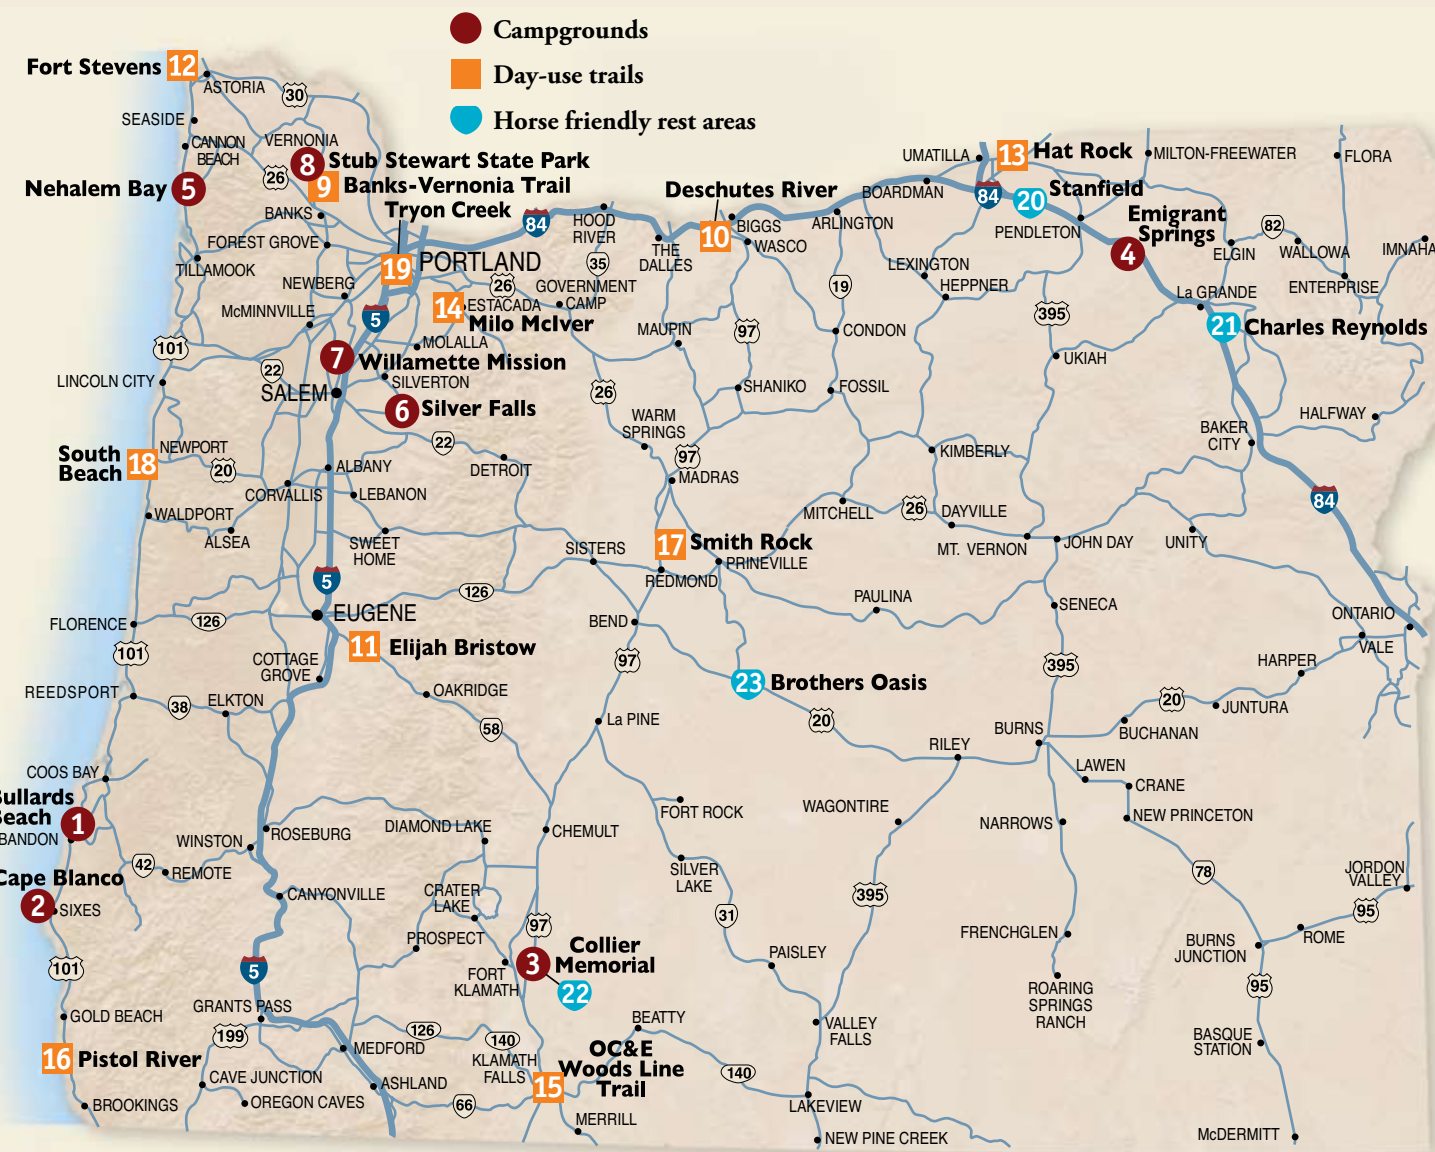 Campgrounds
Day-use trails
Horse friendly rest areas
Fort Stevens 12
ASTORIA
30
SEASIDE
CANNON
BEACH
VERNONIA
8 Stub Stewart State Park
26
9 Banks-Vernonia Trail
Nehalem Bay 5
Tryon Creek
BANKS
FOREST GROVE
TILLAMOOK
19 PORTLAND
84
HOOD
RIVER
35
Deschutes River
10
BIGGS
WASCO
THE
DALLES
ARLINGTON
BOARDMAN
UMATILLA
13 Hat Rock
84
20 Stanfield
PENDLETON
MILTON-FREEWATER
FLORA
Emigrant
Springs
4
ELGIN
82
WALLOWA
IMNAHA
ENTERPRISE
La GRANDE
21 Charles Reynolds
LEXINGTON
HEPPNER
19
395
NEWBERG
McMINNVILLE
5
14
ESTACADA
Milo McIver
26
GOVERNMENT
CAMP
MOLALLA
MAUPIN
97
CONDON
UKIAH
101
7
Willamette Mission
22
SALEM
SILVERTON
6 Silver Falls
LINCOLN CITY
26
SHANIKO
FOSSIL
WARM
SPRINGS
HALFWAY
BAKER
CITY
South
Beach 18
NEWPORT
20
22
DETROIT
ALBANY
CORVALLIS
LEBANON
97
MADRAS
KIMBERLY
84
WALDPORT
ALSEA
SWEET
HOME
MITCHELL
26
DAYVILLE
MT. VERNON
JOHN DAY
UNITY
SISTERS
17 Smith Rock
REDMOND
PRINEVILLE
5
126
EUGENE
FLORENCE
126
PAULINA
SENECA
ONTARIO
VALE
HARPER
BEND
11 Elijah Bristow
101
COTTAGE
GROVE
97
23 Brothers Oasis
395
REEDSPORT
38
ELKTON
OAKRIDGE
58
La PINE
20
20
JUNTURA
BUCHANAN
BURNS
RILEY
LAWEN
CRANE
NEW PRINCETON
COOS BAY
Bullards
Beach 1
BANDON
FORT ROCK
WAGONTIRE
NARROWS
WINSTON
ROSEBURG
DIAMOND LAKE
CHEMULT
42
REMOTE
SILVER
LAKE
78
JORDON
VALLEY
Cape Blanco
2
SIXES
CANYONVILLE
CRATER
LAKE
31
395
95
ROME
97
PROSPECT
FRENCHGLEN
BURNS
JUNCTION
Collier
3 Memorial
22
FORT
KLAMATH
PAISLEY
101
5
ROARING
SPRINGS
RANCH
95
GOLD BEACH
GRANTS PASS
199
126
BEATTY
VALLEY
FALLS
BASQUE
STATION
16 Pistol River
MEDFORD
140
KLAMATH
FALLS
OC&E
Woods Line
Trail
15
140
CAVE JUNCTION
OREGON CAVES
ASHLAND
66
LAKEVIEW
BROOKINGS
MERRILL
NEW PINE CREEK
McDERMITT